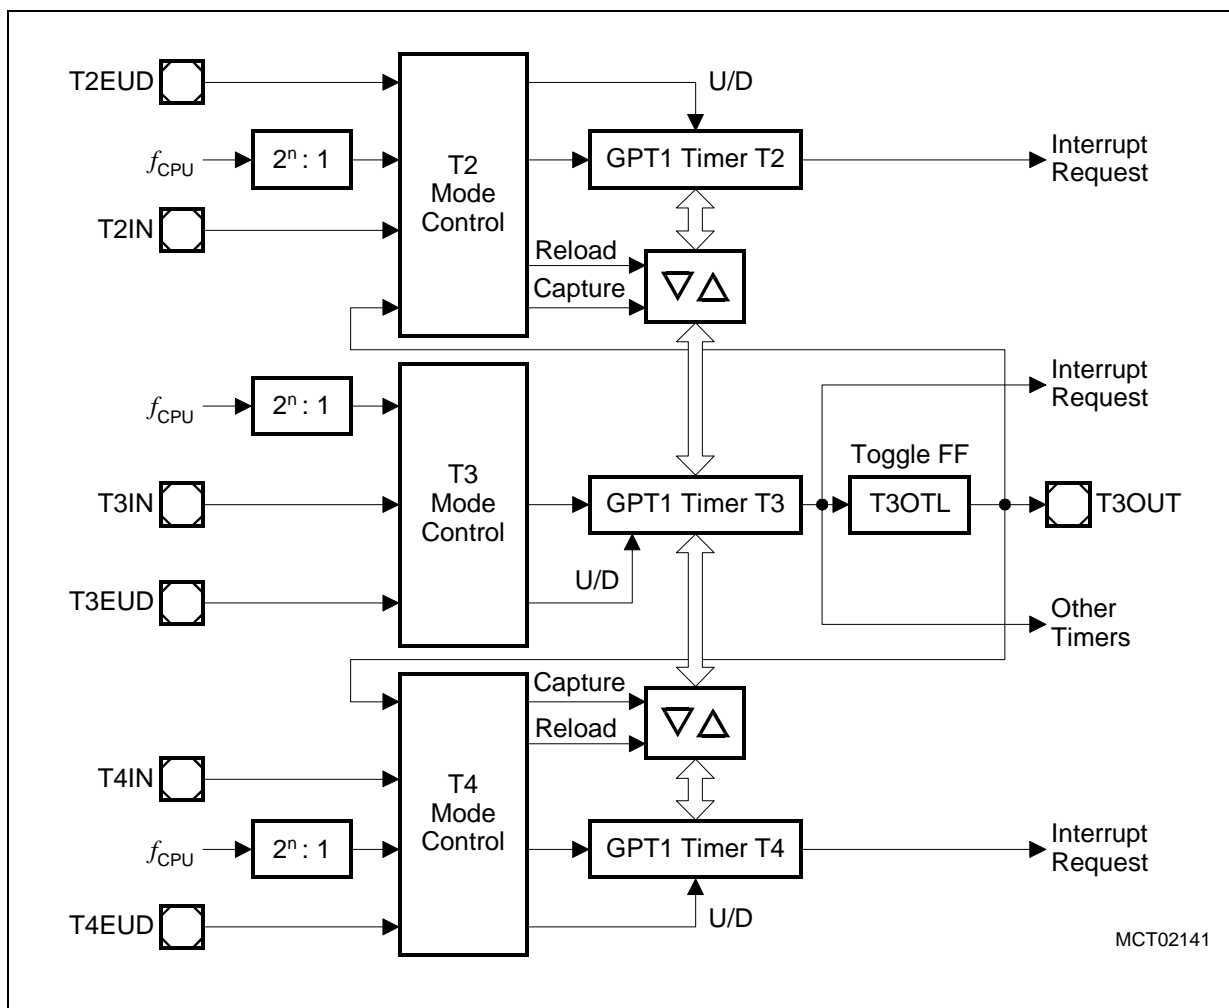 T2EUD
U/D
fCPU
2ⁿ : 1
T2
Mode
Control
GPT1 Timer T2
Interrupt
Request
T2IN
Reload
Capture
fCPU
2ⁿ : 1
Interrupt
Request
T3
Mode
Control
Toggle FF
T3IN
GPT1 Timer T3
T3OTL
T3OUT
U/D
T3EUD
Other
Timers
Capture
Reload
T4IN
T4
Mode
Control
fCPU
2ⁿ : 1
GPT1 Timer T4
Interrupt
Request
T4EUD
U/D
MCT02141